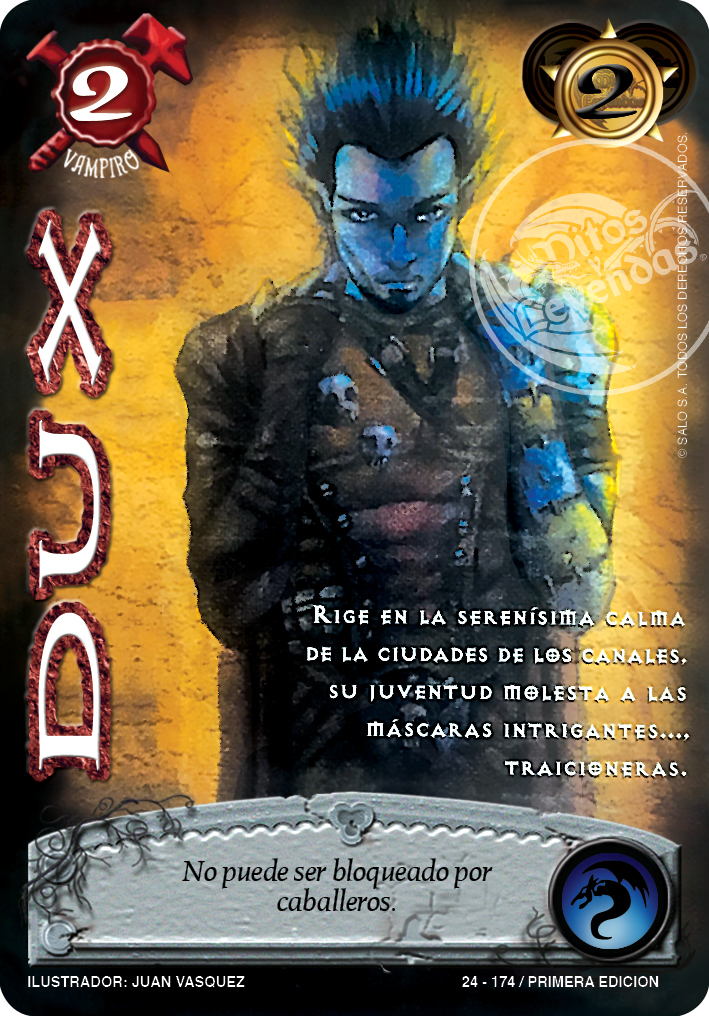 2
VAMPIRO
2
Mitos
y
Leyendas
®
© SALO S.A. TODOS LOS DERECHOS RESERVADOS.
DUX
RIGE EN LA SERENÍSIMA CALMA
DE LA CIUDADES DE LOS CANALES,
SU JUVENTUD MOLESTA A LAS
MÁSCARAS INTRIGANTES...,
TRAICIONERAS.
No puede ser bloqueado por
caballeros.
ILUSTRADOR: JUAN VASQUEZ
24 - 174 / PRIMERA EDICION